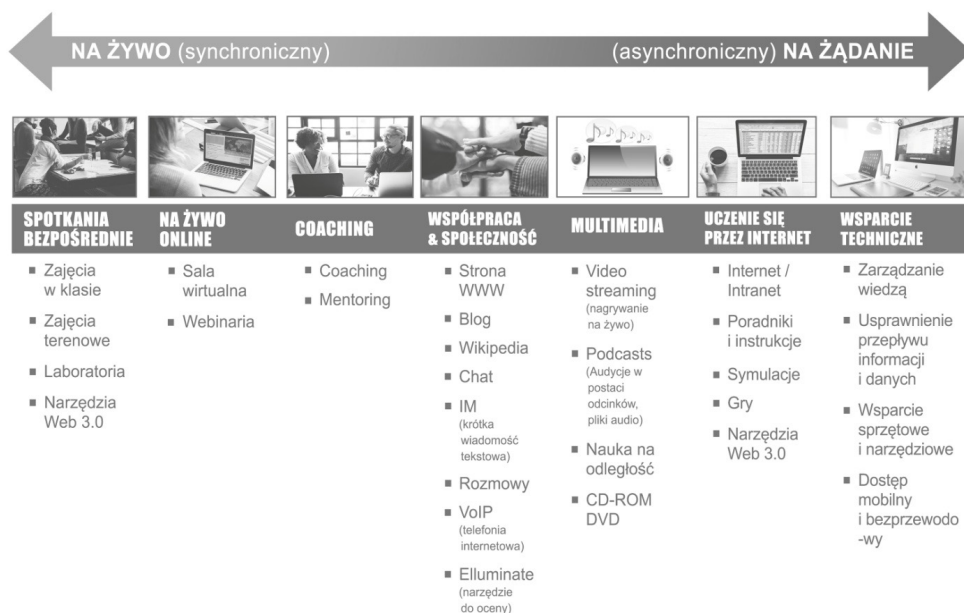 NA ŻYWO (synchroniczny)
(asynchroniczny) NA ŻĄDANIE
SPOTKANIA
BEZPOŚREDNIE
▪ Zajęcia
w klasie
▪ Zajęcia
terenowe
▪ Laboratoria
▪ Narzędzia
Web 3.0
NA ŻYWO
ONLINE
▪ Sala
wirtualna
▪ Webinaria
COACHING
▪ Coaching
▪ Mentoring
WSPÓŁPRACA
& SPOŁECZNOŚĆ
▪ Strona
WWW
▪ Blog
▪ Wikipedia
▪ Chat
▪ IM
(krótka
wiadomość
tekstowa)
▪ Rozmowy
▪ VoIP
(telefonia
internetowa)
▪ Elluminate
(narzędzie
do oceny)
MULTIMEDIA
▪ Video
streaming
(nagrywanie
na żywo)
▪ Podcasts
(Audycje w
postaci
odcinków,
pliki audio)
▪ Nauka na
odległość
▪ CD-ROM
DVD
UCZENIE SIĘ
PRZEZ INTERNET
▪ Internet /
Intranet
▪ Poradniki
i instrukcje
▪ Symulacje
▪ Gry
▪ Narzędzia
Web 3.0
WSPARCIE
TECHNICZNE
▪ Zarządzanie
wiedzą
▪ Usprawnienie
przepływu
informacji
i danych
▪ Wsparcie
sprzętowe
i narzędziowe
▪ Dostęp
mobilny
i bezprzewodo
-wy